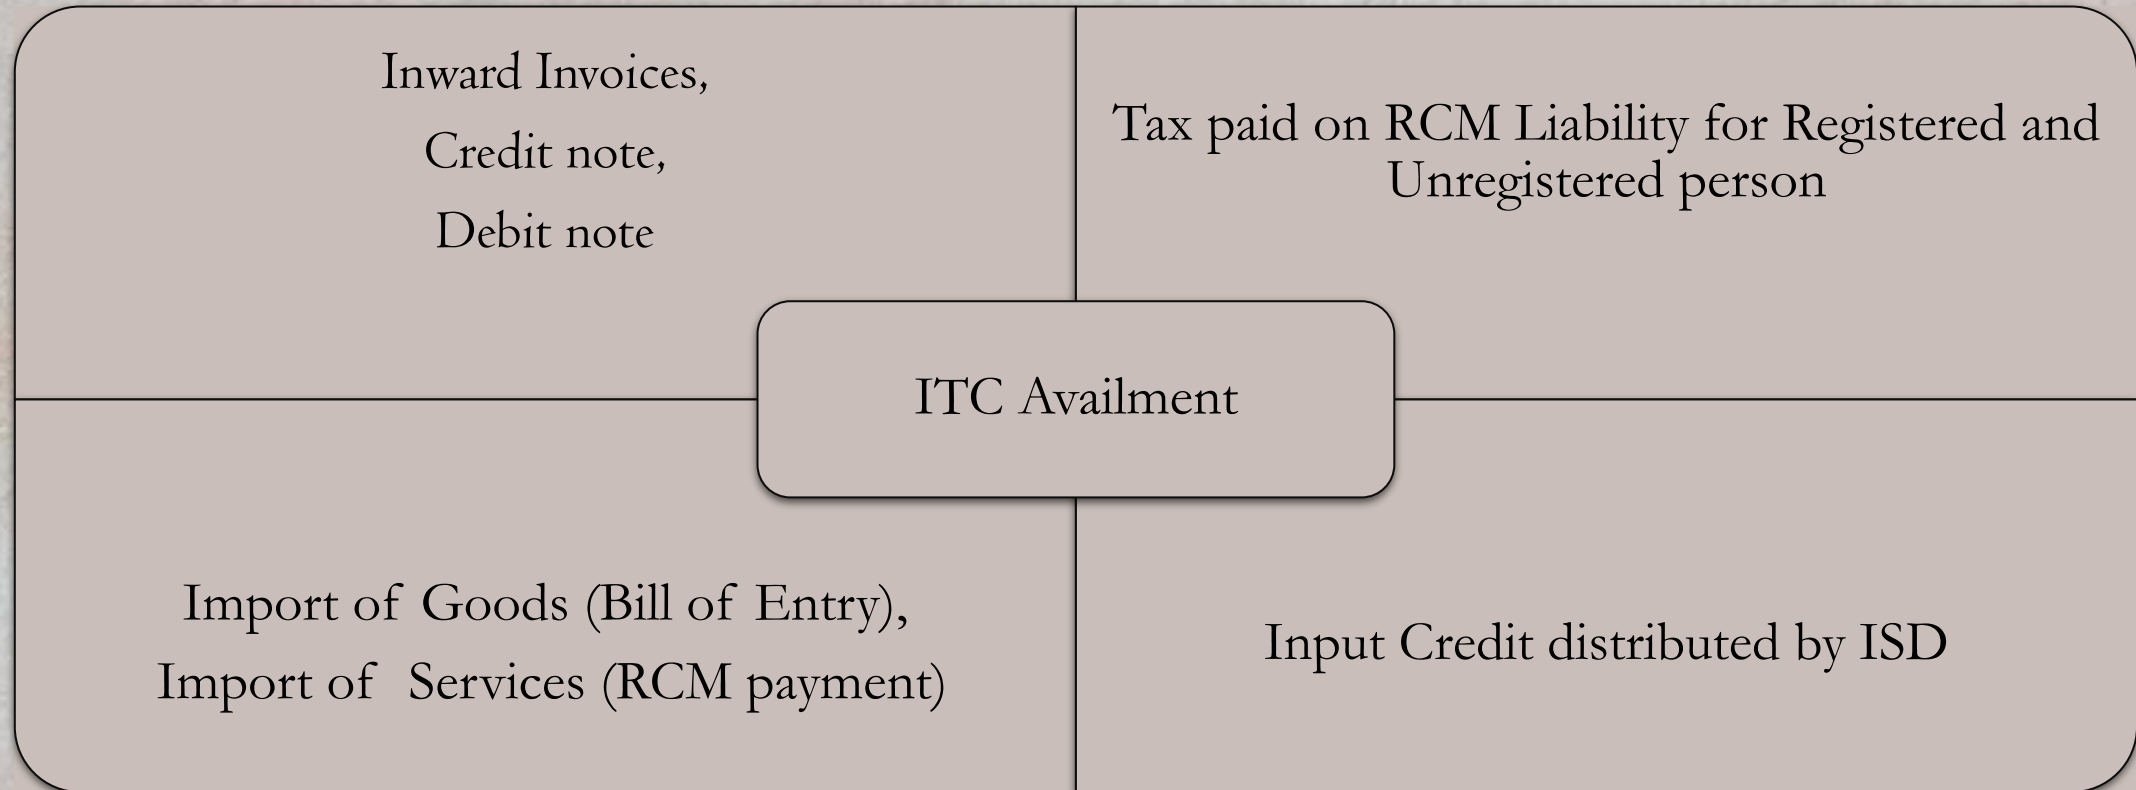 Inward Invoices,
Credit note,
Debit note
Tax paid on RCM Liability for Registered and
Unregistered person
ITC Availment
Import of Goods (Bill of Entry),
Import of Services (RCM payment)
Input Credit distributed by ISD